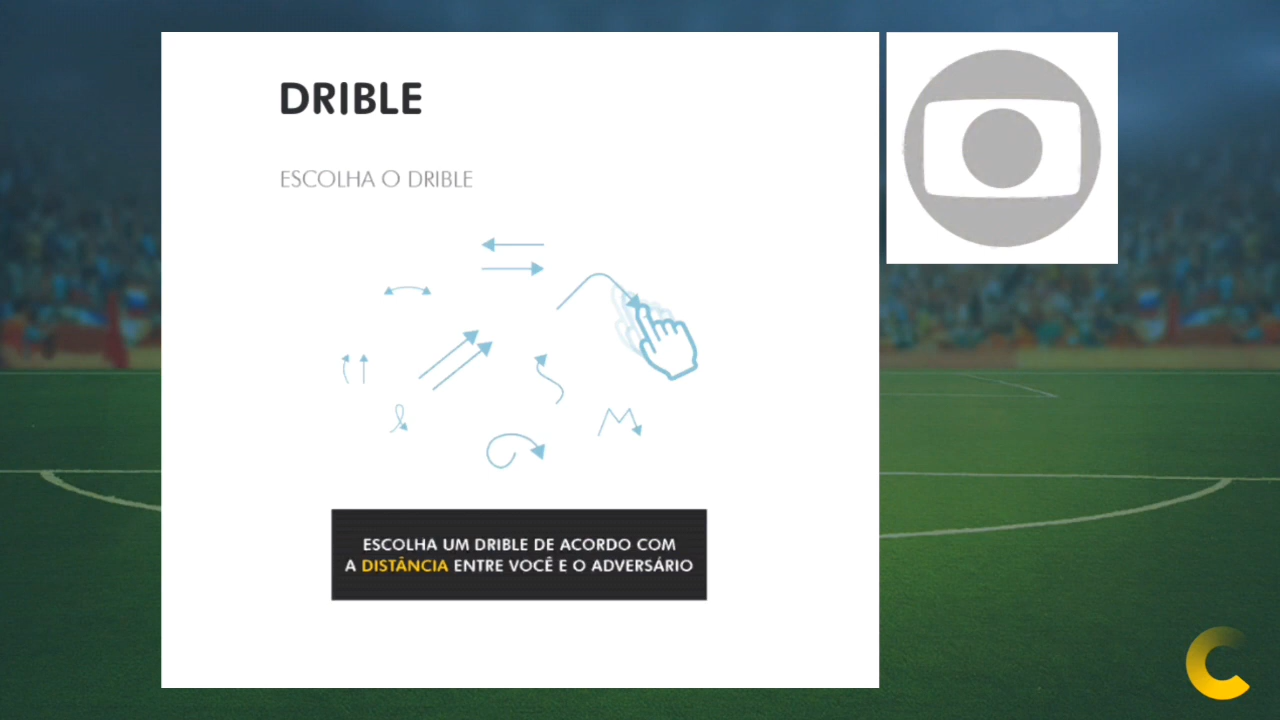 DRIBLE
ESCOLHA O DRIBLE
ESCOLHA UM DRIBLE DE ACORDO COM
A DISTÂNCIA ENTRE VOCÊ E O ADVERSÁRIO